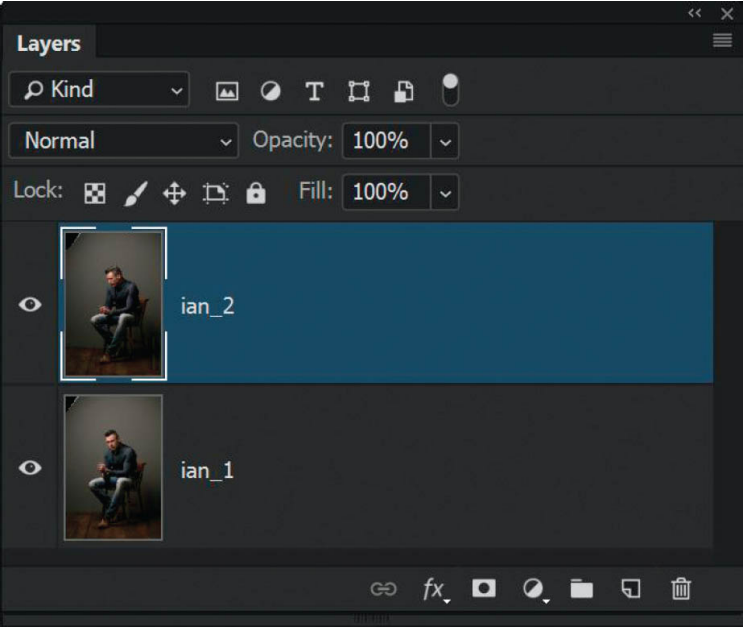 Layers
Kind
Normal Opacity: 100%
Lock: Fill: 100%
ian_2
ian_1
fx